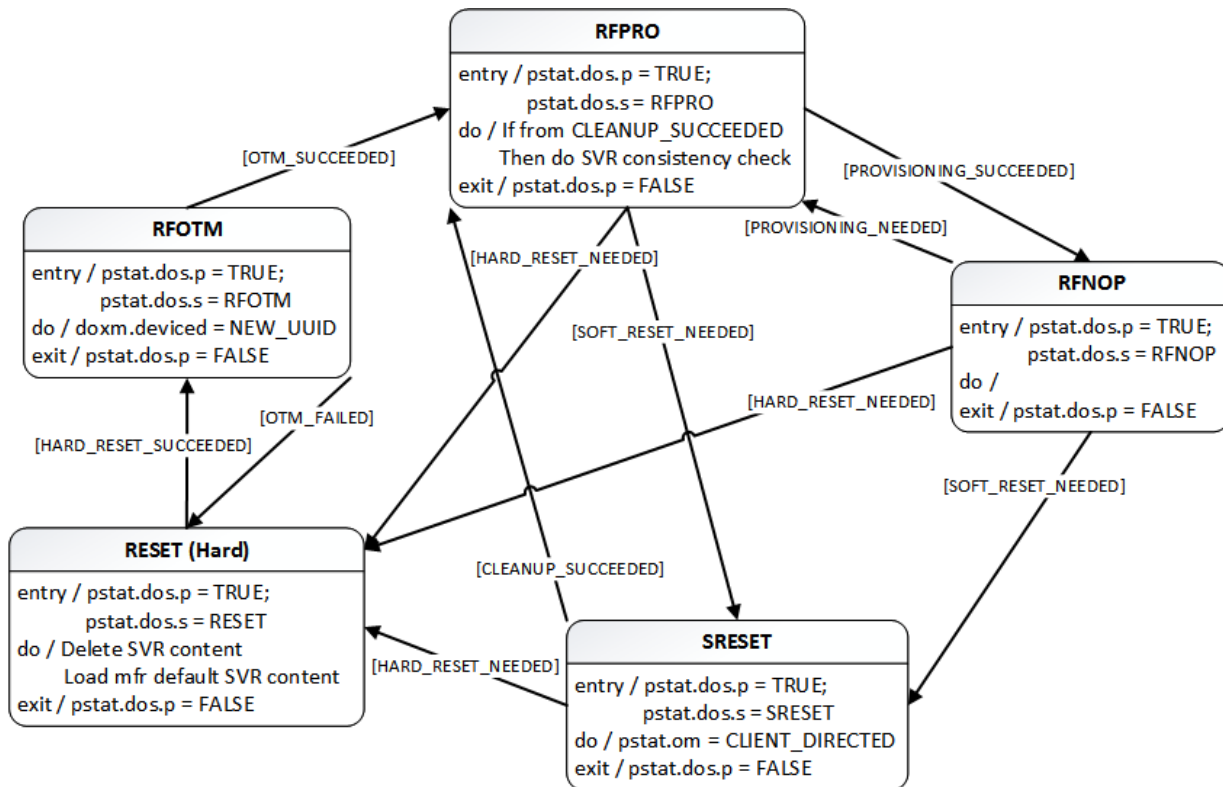 RFPRO
entry / pstat.dos.p = TRUE;
pstat.dos.s = RFPRO
do / If from CLEANUP_SUCCEEDED
Then do SVR consistency check
exit / pstat.dos.p = FALSE
[OTM_SUCCEEDED]
[PROVISIONING_SUCCEEDED]
[PROVISIONING_NEEDED]
RFOTM
entry / pstat.dos.p = TRUE;
pstat.dos.s = RFOTM
do / doxm.deviced = NEW_UUID
exit / pstat.dos.p = FALSE
[HARD_RESET_NEEDED]
[SOFT_RESET_NEEDED]
RFNOP
entry / pstat.dos.p = TRUE;
pstat.dos.s = RFNOP
do /
exit / pstat.dos.p = FALSE
[HARD_RESET_NEEDED]
[OTM_FAILED]
[HARD_RESET_SUCCEEDED]
[SOFT_RESET_NEEDED]
RESET (Hard)
entry / pstat.dos.p = TRUE;
pstat.dos.s = RESET
do / Delete SVR content
Load mfr default SVR content
exit / pstat.dos.p = FALSE
[CLEANUP_SUCCEEDED]
[HARD_RESET_NEEDED]
SRESET
entry / pstat.dos.p = TRUE;
pstat.dos.s = SRESET
do / pstat.om = CLIENT_DIRECTED
exit / pstat.dos.p = FALSE